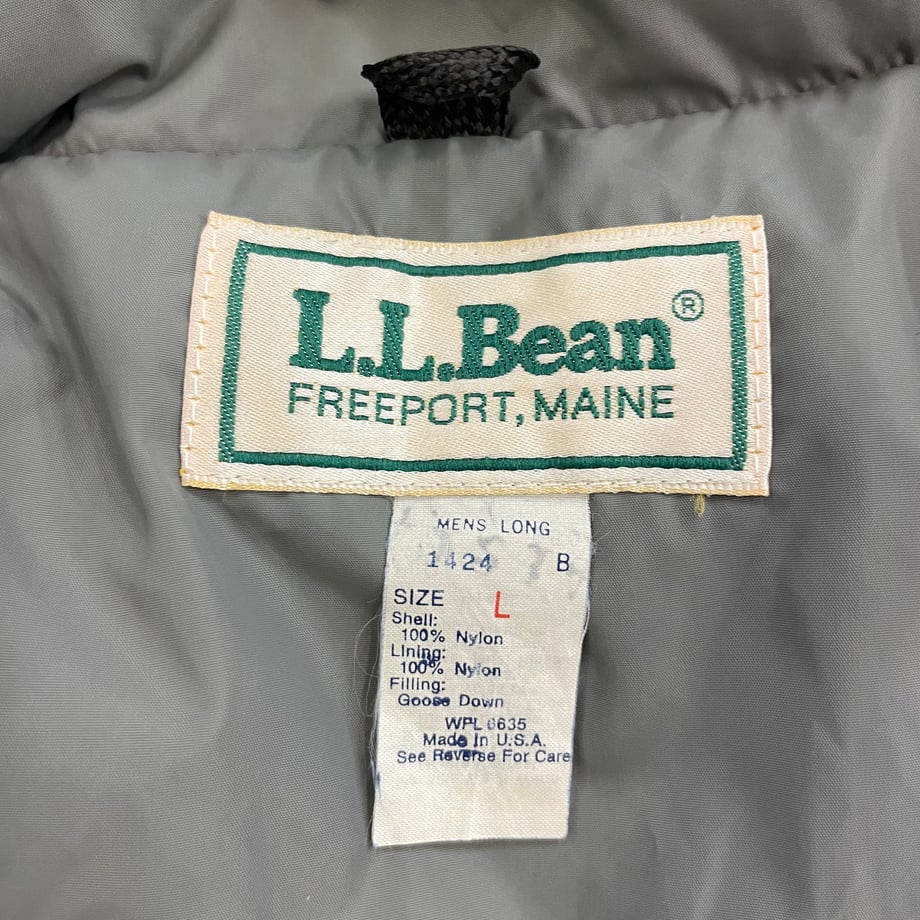 L.L.Bean®
FREEPORT, MAINE
MENS LONG
1424 B
SIZE L
Shell:
100% Nylon
Lining:
100% Nylon
Filling:
Goose Down
WPL 6635
Made In U.S.A.
See Reverse For Care